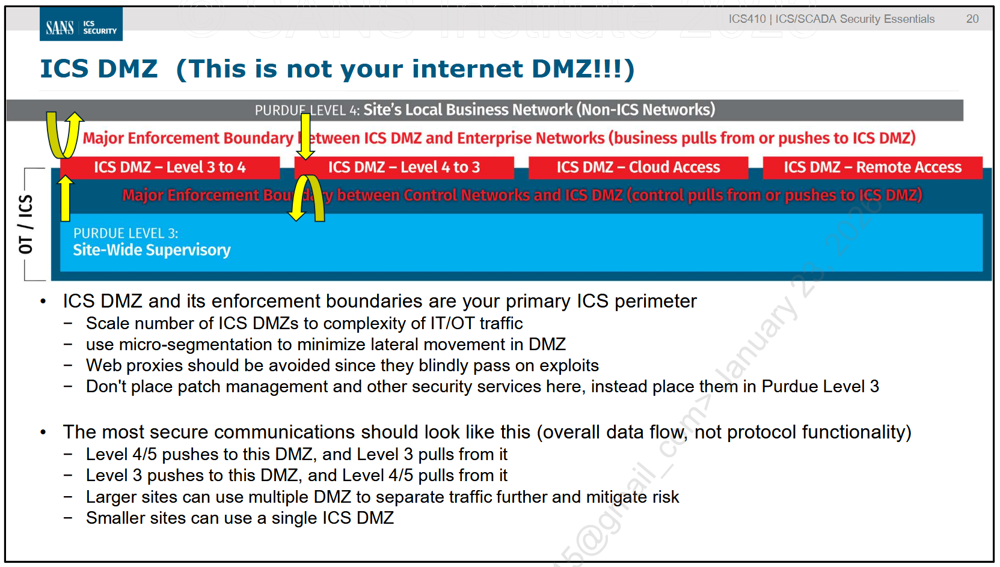 © SANS Institute 2023
SANS ICS SECURITY
ICS410 | ICS/SCADA Security Essentials 20
ICS DMZ (This is not your internet DMZ!!!)
PURDUE LEVEL 4: Site's Local Business Network (Non-ICS Networks)
Major Enforcement Boundary between ICS DMZ and Enterprise Networks (business pulls from or pushes to ICS DMZ)
ICS DMZ – Level 3 to 4
ICS DMZ – Level 4 to 3
ICS DMZ – Cloud Access
ICS DMZ – Remote Access
Major Enforcement Boundary between Control Networks and ICS DMZ (control pulls from or pushes to ICS DMZ)
OT / ICS
PURDUE LEVEL 3:
Site-Wide Supervisory
• ICS DMZ and its enforcement boundaries are your primary ICS perimeter
− Scale number of ICS DMZs to complexity of IT/OT traffic
− use micro-segmentation to minimize lateral movement in DMZ
− Web proxies should be avoided since they blindly pass on exploits
− Don't place patch management and other security services here, instead place them in Purdue Level 3
• The most secure communications should look like this (overall data flow, not protocol functionality)
− Level 4/5 pushes to this DMZ, and Level 3 pulls from it
− Level 3 pushes to this DMZ, and Level 4/5 pulls from it
− Larger sites can use multiple DMZ to separate traffic further and mitigate risk
− Smaller sites can use a single ICS DMZ
5@gmail_com> January 23, 2026